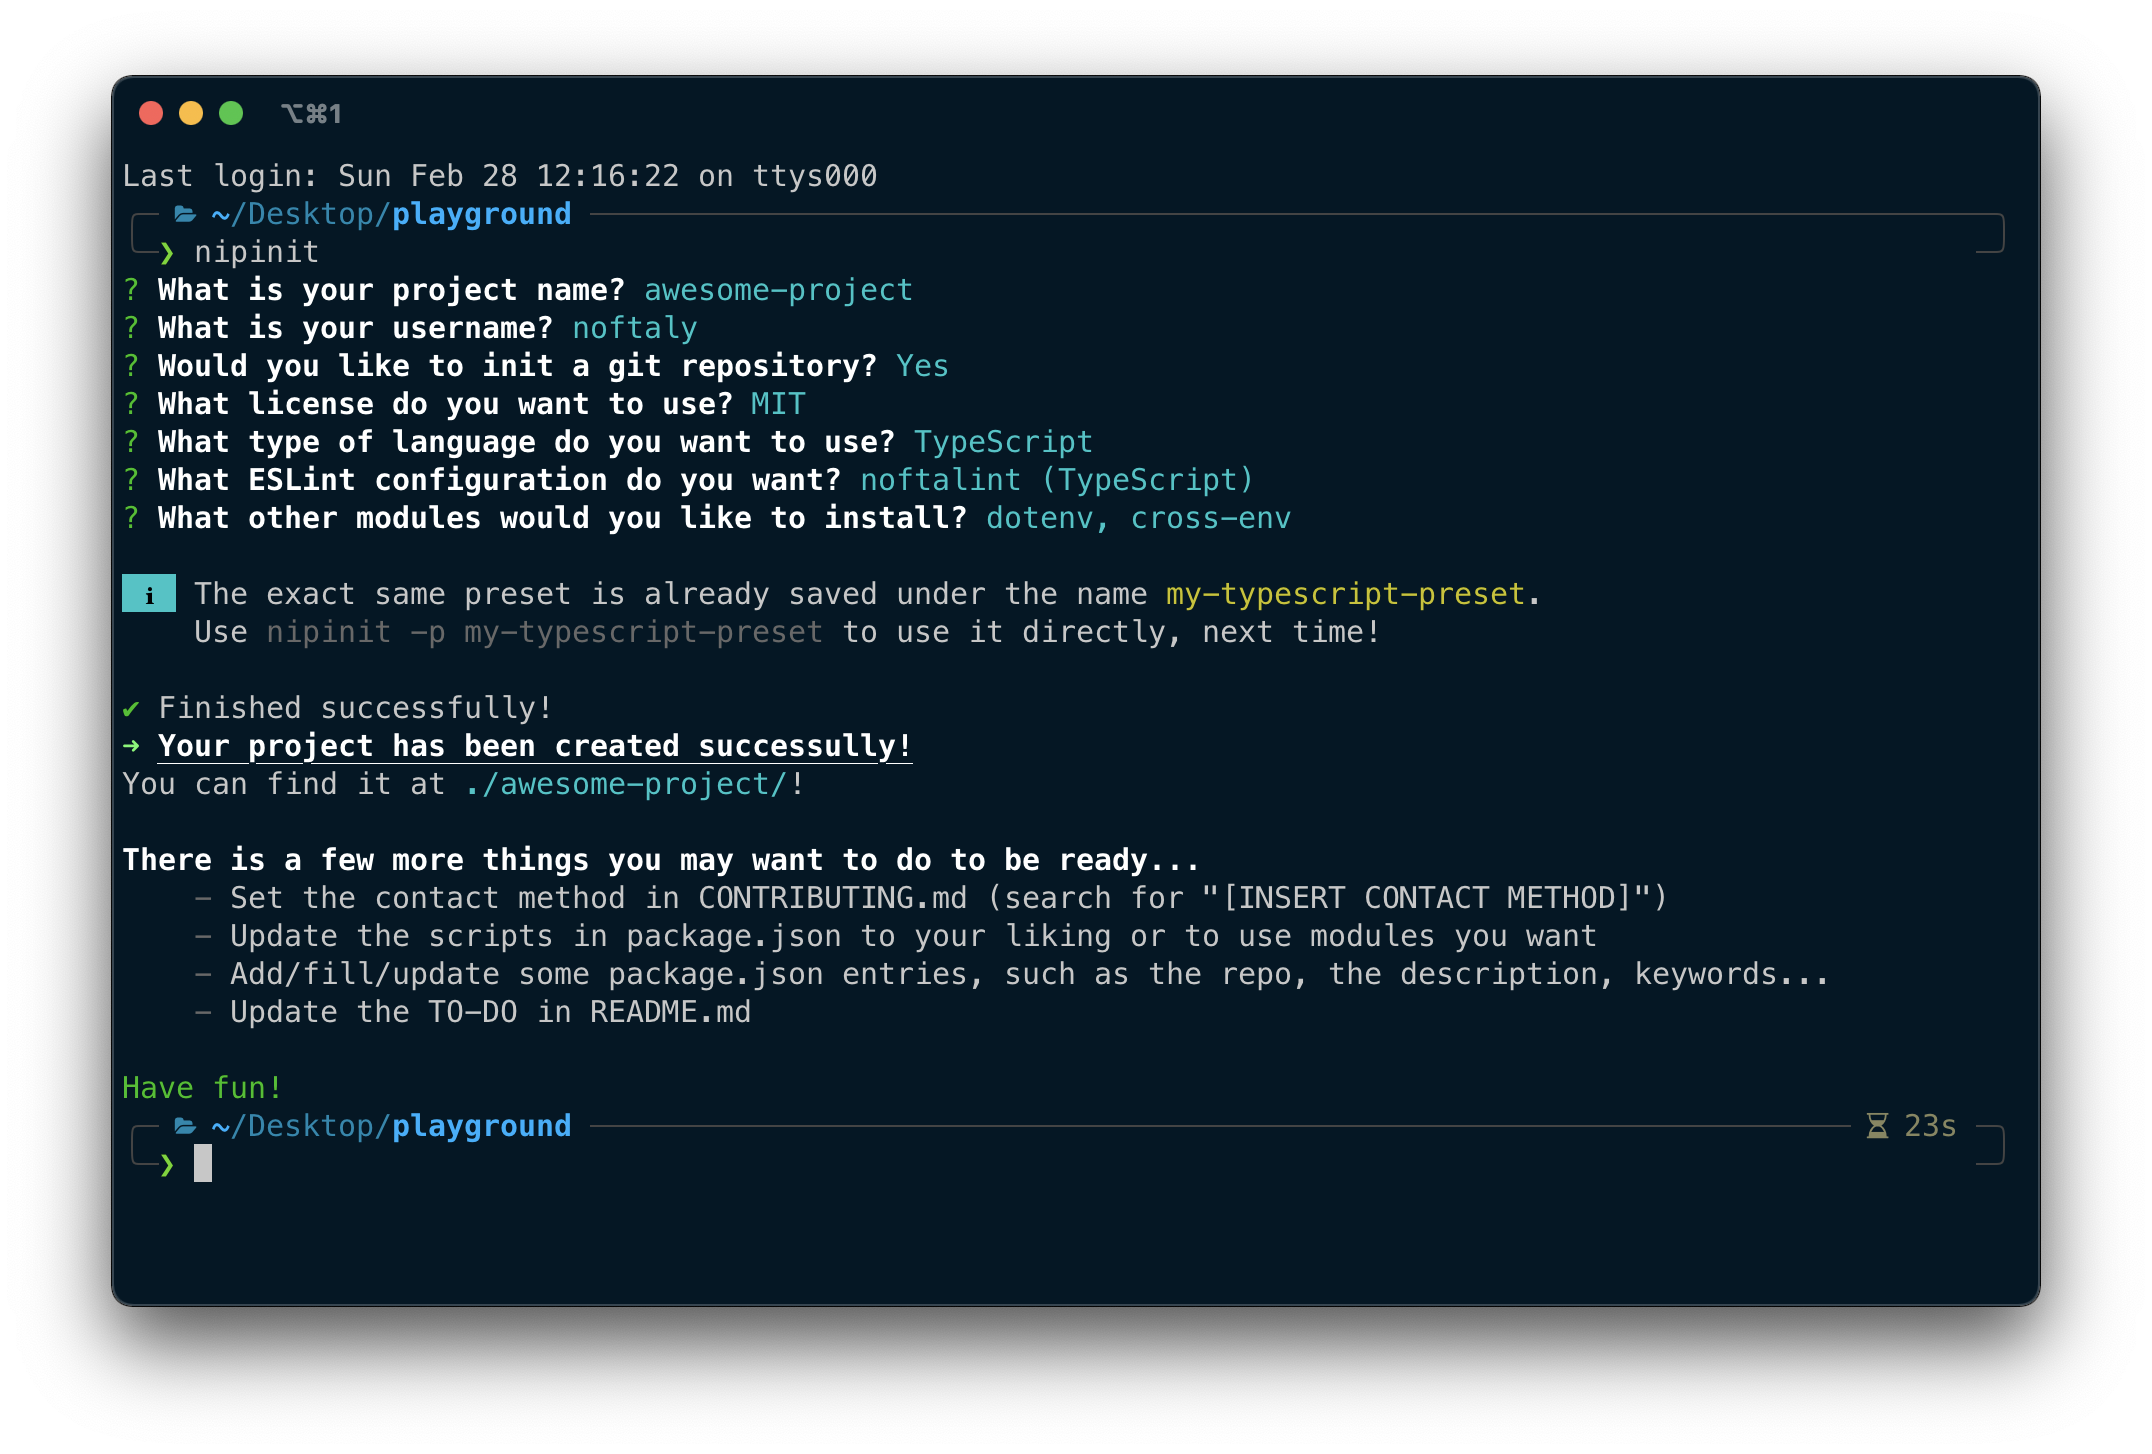 ⌥⌘1
Last login: Sun Feb 28 12:16:22 on ttys000
~/Desktop/playground
❯ nipinit
? What is your project name? awesome-project
? What is your username? noftaly
? Would you like to init a git repository? Yes
? What license do you want to use? MIT
? What type of language do you want to use? TypeScript
? What ESLint configuration do you want? noftalint (TypeScript)
? What other modules would you like to install? dotenv, cross-env
i The exact same preset is already saved under the name my-typescript-preset.
Use nipinit -p my-typescript-preset to use it directly, next time!
✔ Finished successfully!
➜ Your project has been created successully!
You can find it at ./awesome-project/!
There is a few more things you may want to do to be ready...
- Set the contact method in CONTRIBUTING.md (search for "[INSERT CONTACT METHOD]")
- Update the scripts in package.json to your liking or to use modules you want
- Add/fill/update some package.json entries, such as the repo, the description, keywords...
- Update the TO-DO in README.md
Have fun!
~/Desktop/playground 23s
❯